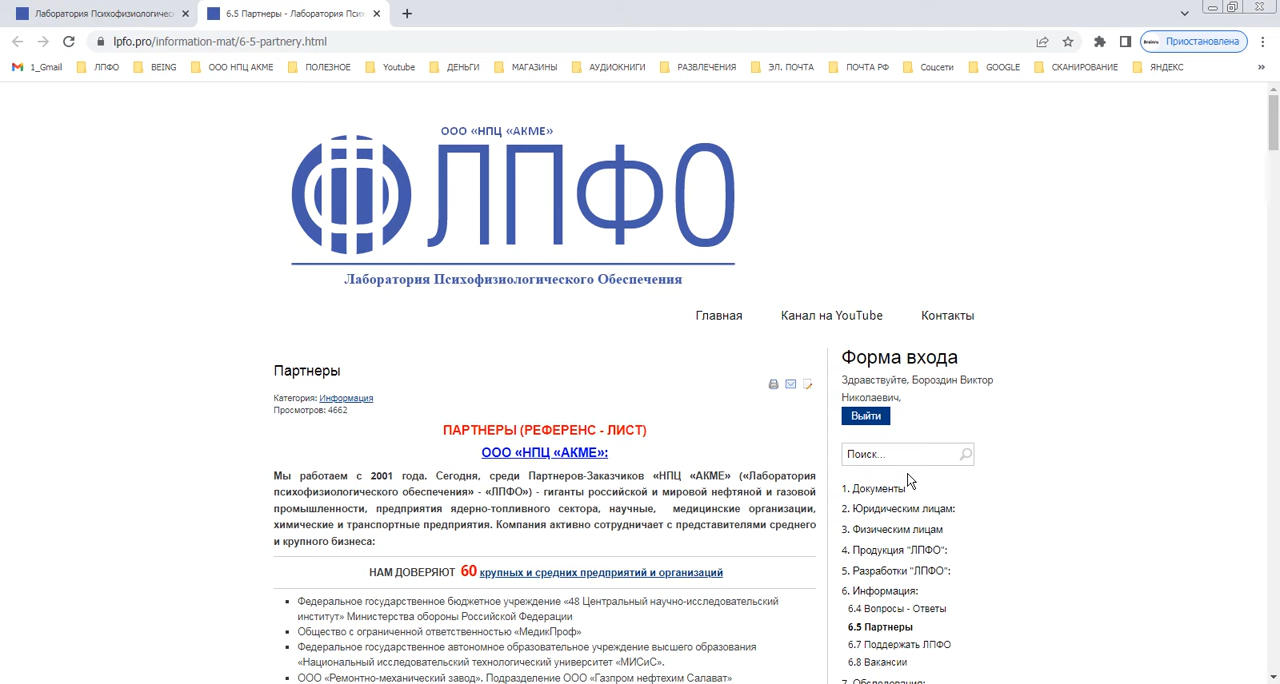 Лаборатория Психофизиологичес
6.5 Партнеры - Лаборатория Пси
lpfo.pro/information-mat/6-5-partnery.html
Приостановлена
1_Gmail
ЛПФО
BEING
ООО НПЦ АКМЕ
ПОЛЕЗНОЕ
Youtube
ДЕНЬГИ
МАГАЗИНЫ
АУДИОКНИГИ
РАЗВЛЕЧЕНИЯ
ЭЛ. ПОЧТА
ПОЧТА РФ
Соцсети
GOOGLE
СКАНИРОВАНИЕ
ЯНДЕКС
»
ООО «НПЦ «АКМЕ»
ЛПФО
Лаборатория Психофизиологического Обеспечения
Главная
Канал на YouTube
Контакты
Партнеры
Категория: Информация
Просмотров: 4662
ПАРТНЕРЫ (РЕФЕРЕНС - ЛИСТ)
ООО «НПЦ «АКМЕ»:
Мы работаем с 2001 года. Сегодня, среди Партнеров-Заказчиков «НПЦ «АКМЕ» («Лаборатория
психофизиологического обеспечения» - «ЛПФО») - гиганты российской и мировой нефтяной и газовой
промышленности, предприятия ядерно-топливного сектора, научные, медицинские организации,
химические и транспортные предприятия. Компания активно сотрудничает с представителями среднего
и крупного бизнеса:
НАМ ДОВЕРЯЮТ 60 крупных и средних предприятий и организаций
Федеральное государственное бюджетное учреждение «48 Центральный научно-исследовательский
институт» Министерства обороны Российской Федерации
Общество с ограниченной ответственностью «МедикПроф»
Федеральное государственное автономное образовательное учреждение высшего образования
«Национальный исследовательский технологический университет «МИСиС».
ООО «Ремонтно-механический завод». Подразделение ООО «Газпром нефтехим Салават»
Форма входа
Здравствуйте, Бороздин Виктор
Николаевич,
Выйти
Поиск...
1. Документы
2. Юридическим лицам:
3. Физическим лицам
4. Продукция "ЛПФО":
5. Разработки "ЛПФО":
6. Информация:
6.4 Вопросы - Ответы
6.5 Партнеры
6.7 Поддержать ЛПФО
6.8 Вакансии
7. Обследования: